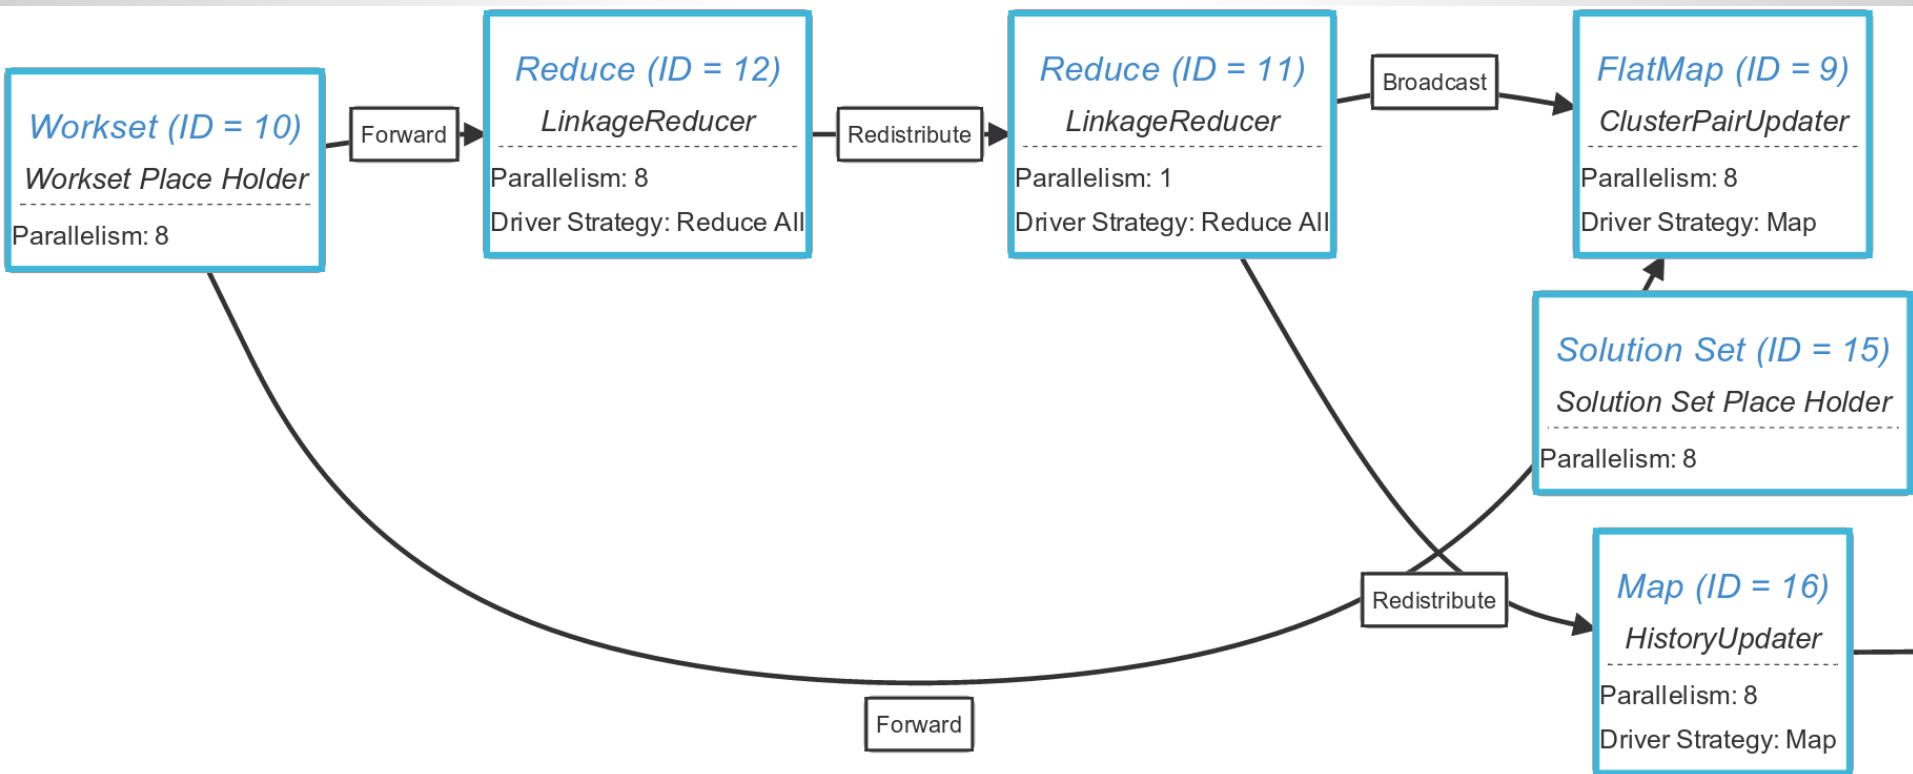 Workset (ID = 10)
Workset Place Holder
Parallelism: 8
Forward
Reduce (ID = 12)
LinkageReducer
Parallelism: 8
Driver Strategy: Reduce All
Redistribute
Reduce (ID = 11)
LinkageReducer
Parallelism: 1
Driver Strategy: Reduce All
Broadcast
FlatMap (ID = 9)
ClusterPairUpdater
Parallelism: 8
Driver Strategy: Map
Solution Set (ID = 15)
Solution Set Place Holder
Parallelism: 8
Redistribute
Map (ID = 16)
HistoryUpdater
Parallelism: 8
Driver Strategy: Map
Forward